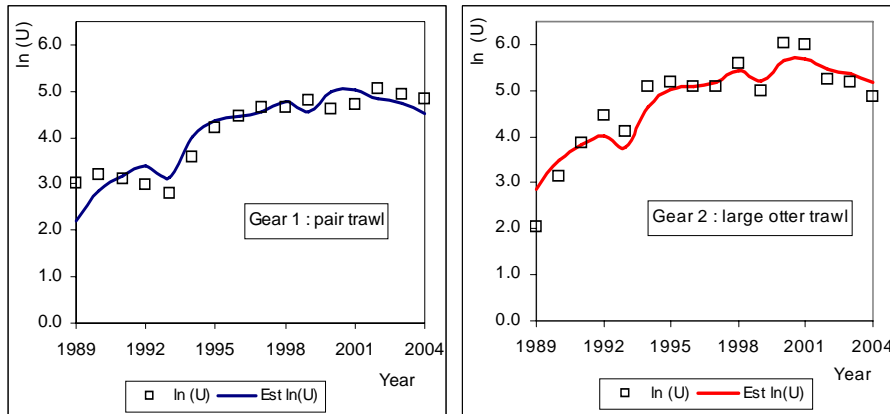 ln (U)
6.0
5.0
4.0
3.0
2.0
1.0
0.0
Gear 1 : pair trawl
1989 1992 1995 1998 2001 2004
Year
ln (U) Est ln(U)
ln (U)
6.0
5.0
4.0
3.0
2.0
1.0
0.0
Gear 2 : large otter trawl
1989 1992 1995 1998 2001 2004
Year
ln (U) Est ln(U)